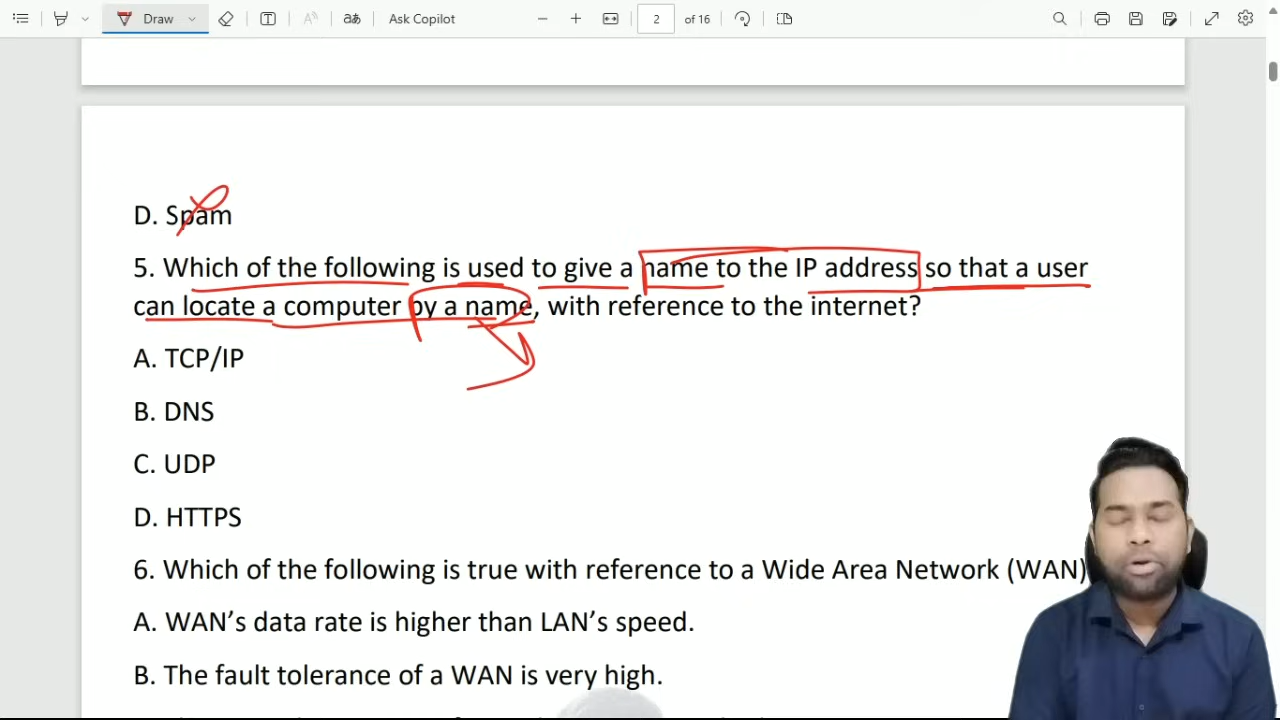 Draw
Ask Copilot
2 of 16
D. Spam
5. Which of the following is used to give a name to the IP address so that a user
can locate a computer by a name, with reference to the internet?
A. TCP/IP
B. DNS
C. UDP
D. HTTPS
6. Which of the following is true with reference to a Wide Area Network (WAN)
A. WAN’s data rate is higher than LAN’s speed.
B. The fault tolerance of a WAN is very high.